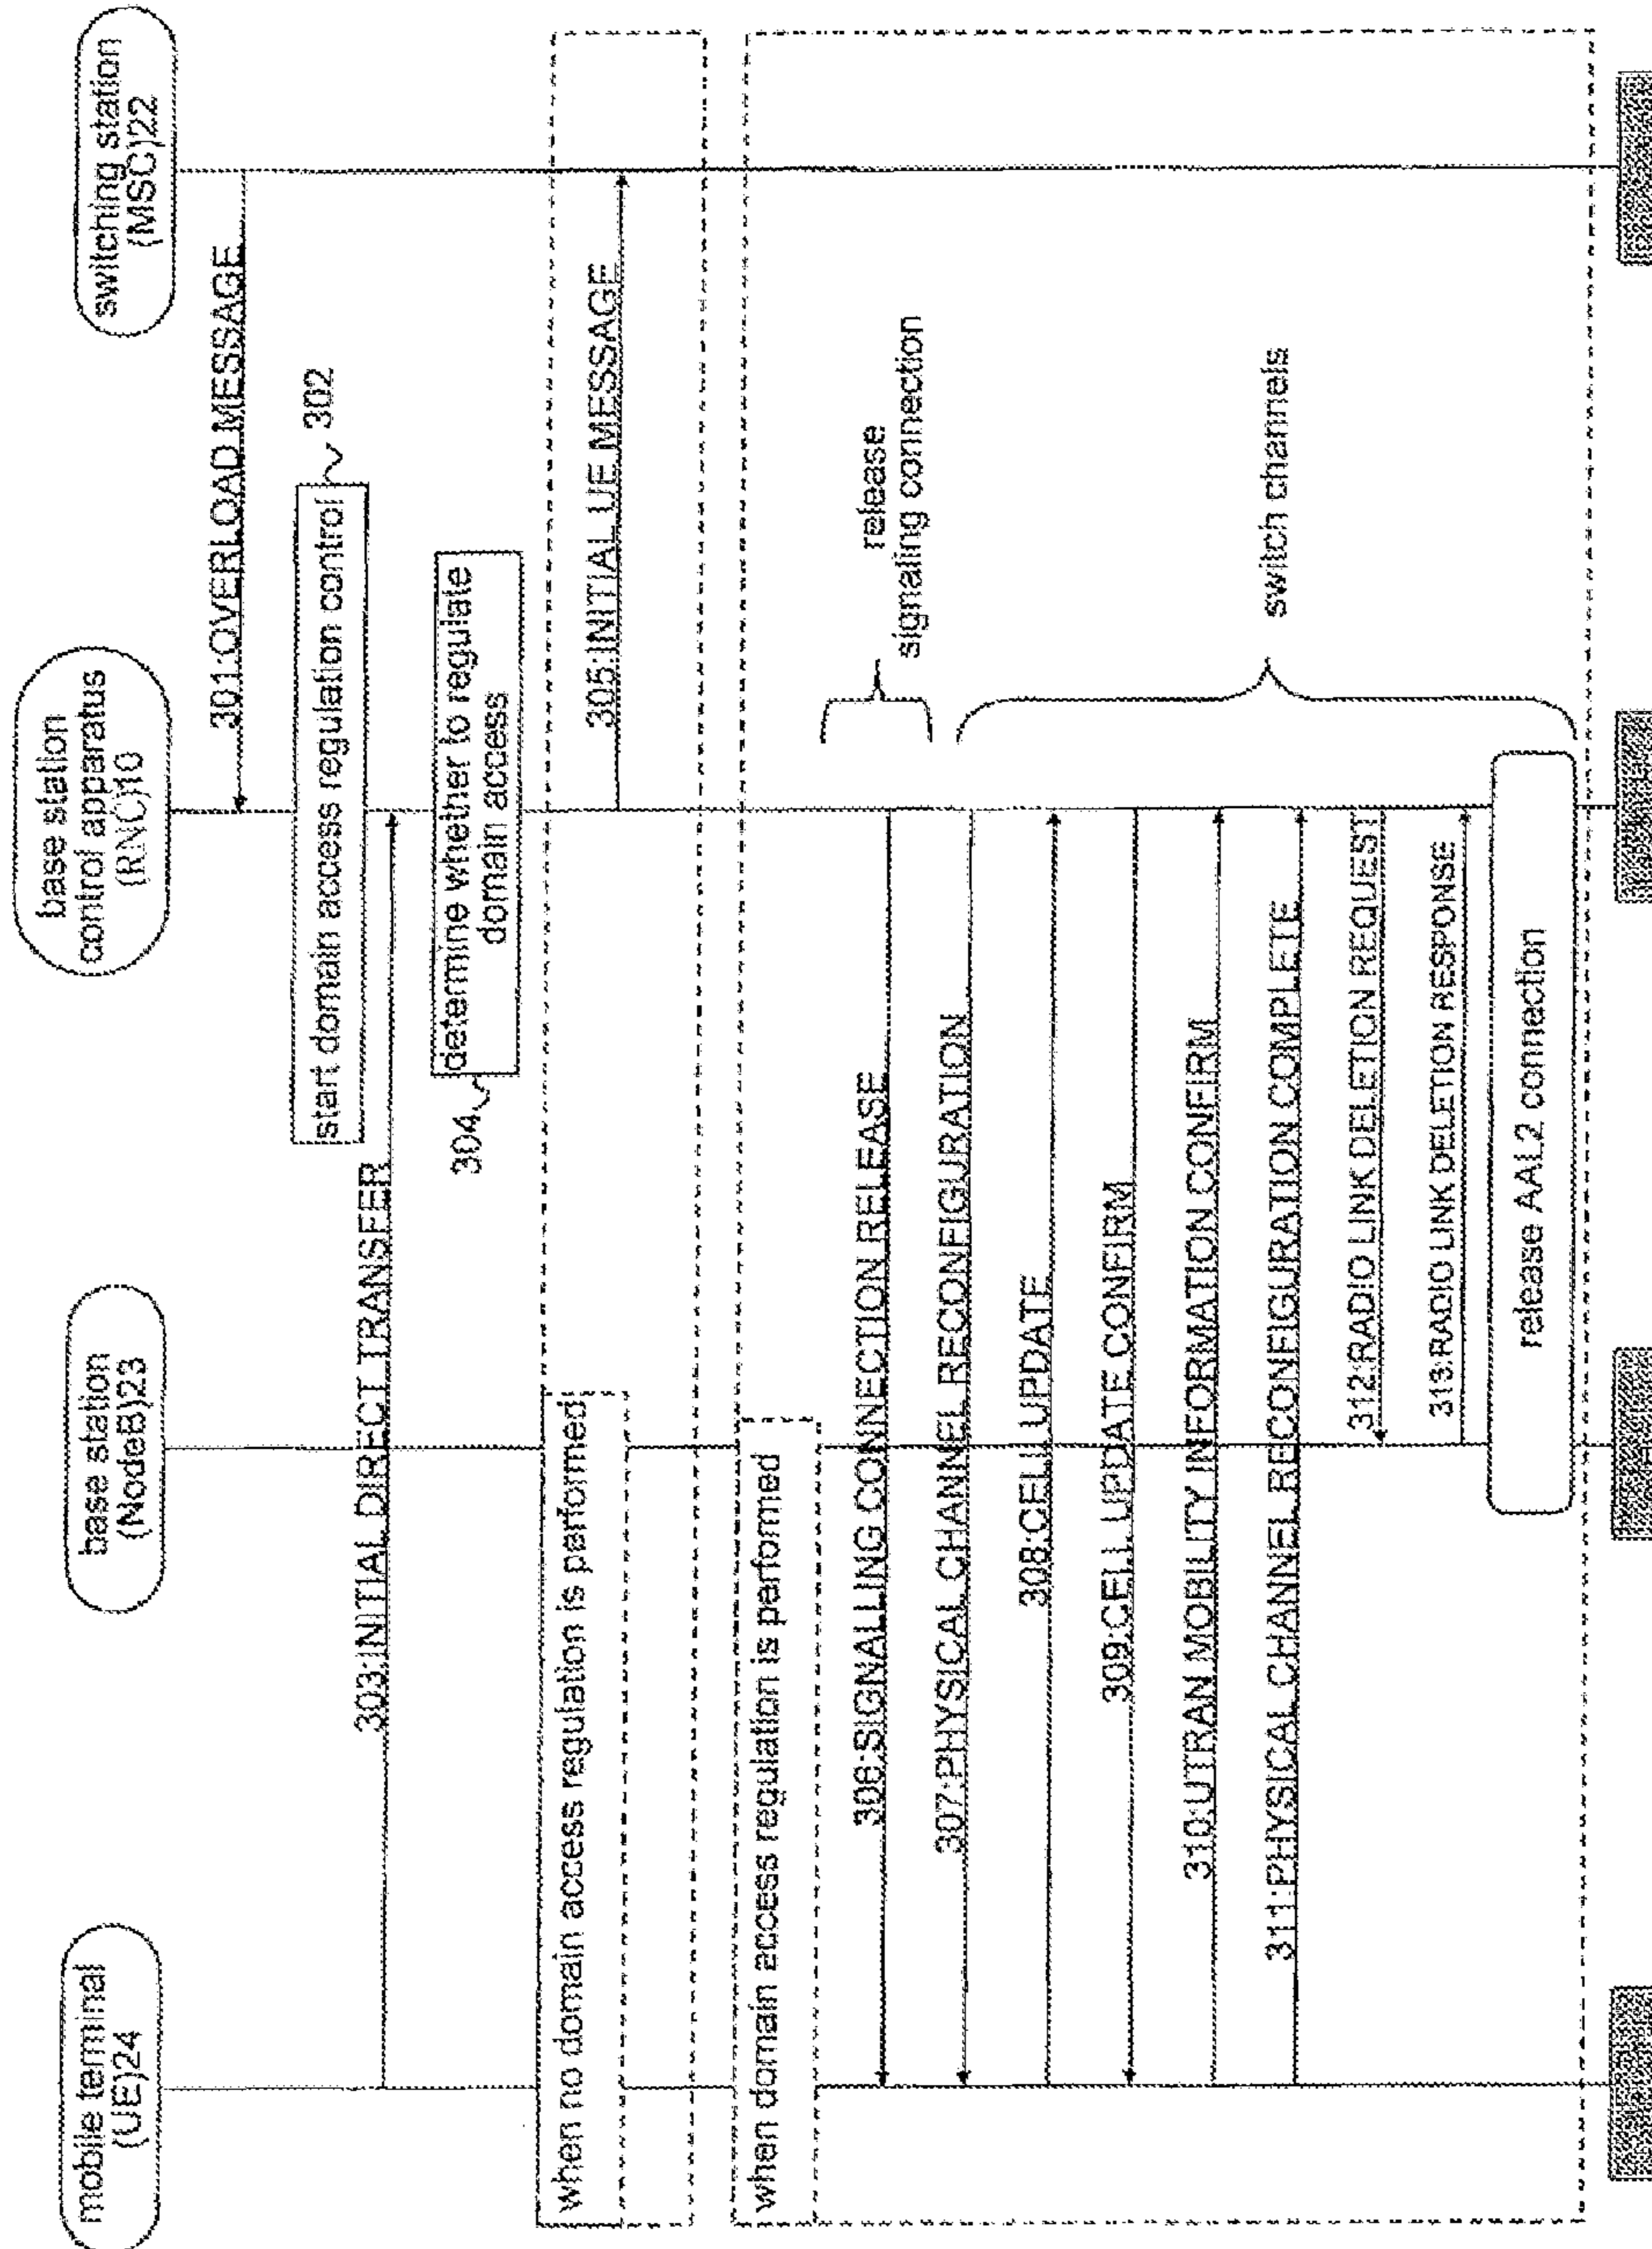 mobile terminal
(UE)24
base station
(NodeB)23
base station
control apparatus
(RNC)10
switching station
(MSC)22
301:OVERLOAD MESSAGE
start domain access regulation control
302
303:INITIAL DIRECT TRANSFER
304
determine whether to regulate
domain access
when no domain access regulation is performed
305:INITIAL UE MESSAGE
when domain access regulation is performed
306:SIGNALLING CONNECTION RELEASE
release
signaling connection
307:PHYSICAL CHANNEL RECONFIGURATION
308:CELL UPDATE
309:CELL UPDATE CONFIRM
310:UTRAN MOBILITY INFORMATION CONFIRM
311:PHYSICAL CHANNEL RECONFIGURATION COMPLETE
switch channels
312:RADIO LINK DELETION REQUEST
313:RADIO LINK DELETION RESPONSE
release AAL2 connection